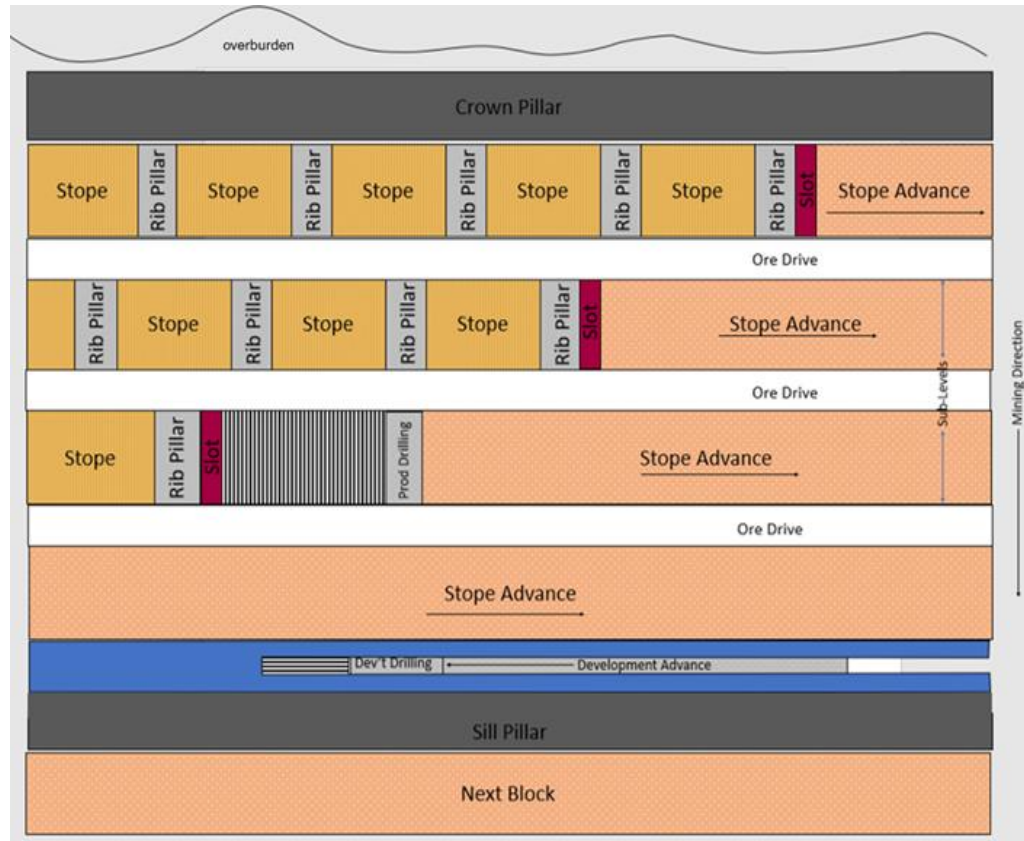 overburden
Crown Pillar
Stope
Rib Pillar
Stope
Rib Pillar
Stope
Rib Pillar
Stope
Rib Pillar
Stope
Rib Pillar
Slot
Stope Advance
Ore Drive
Rib Pillar
Stope
Rib Pillar
Stope
Rib Pillar
Stope
Rib Pillar
Slot
Stope Advance
Sub-Levels
Mining Direction
Ore Drive
Stope
Rib Pillar
Slot
Prod Drilling
Stope Advance
Ore Drive
Stope Advance
Dev't Drilling
Development Advance
Sill Pillar
Next Block